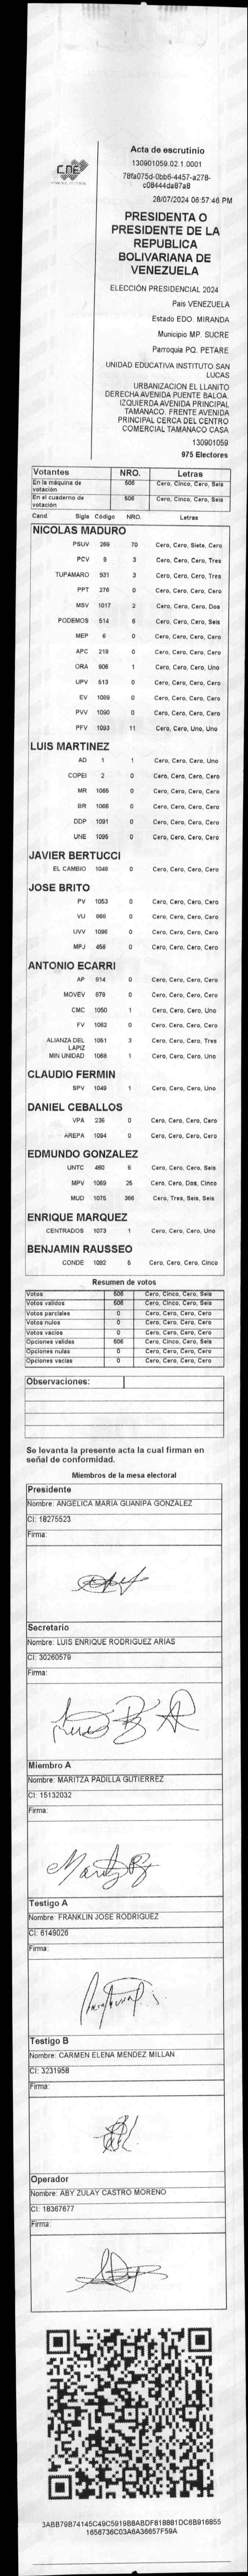 CNE
Acta de escrutinio
130901059.02.1.0001
78fa075d-0bb6-4457-a278-
c08444da87a8
28/07/2024 06:57:46 PM
PRESIDENTA O
PRESIDENTE DE LA
REPUBLICA
BOLIVARIANA DE
VENEZUELA
ELECCIÓN PRESIDENCIAL 2024
Pais VENEZUELA
Estado EDO. MIRANDA
Municipio MP. SUCRE
Parroquia PQ. PETARE
UNIDAD EDUCATIVA INSTITUTO SAN
LUCAS
URBANIZACION EL LLANITO
DERECHA AVENIDA PUENTE BALOA.
IZQUIERDA AVENIDA PRINCIPAL
TAMANACO. FRENTE AVENIDA
PRINCIPAL CERCA DEL CENTRO
COMERCIAL TAMANACO CASA
130901059
975 Electores
Votantes NRO. Letras
En la máquina de votación 506 Cero, Cinco, Cero, Seis
En el cuaderno de votación 506 Cero, Cinco, Cero, Seis
Cand. Sigla Código NRO. Letras
NICOLAS MADURO
PSUV 269 70 Cero, Cero, Siete, Cero
PCV 9 3 Cero, Cero, Cero, Tres
TUPAMARO 931 3 Cero, Cero, Cero, Tres
PPT 276 0 Cero, Cero, Cero, Cero
MSV 1017 2 Cero, Cero, Cero, Dos
PODEMOS 514 6 Cero, Cero, Cero, Seis
MEP 6 0 Cero, Cero, Cero, Cero
APC 219 0 Cero, Cero, Cero, Cero
ORA 906 1 Cero, Cero, Cero, Uno
UPV 513 0 Cero, Cero, Cero, Cero
EV 1089 0 Cero, Cero, Cero, Cero
PVV 1090 0 Cero, Cero, Cero, Cero
PFV 1093 11 Cero, Cero, Uno, Uno
LUIS MARTINEZ
AD 1 1 Cero, Cero, Cero, Uno
COPEI 2 0 Cero, Cero, Cero, Cero
MR 1065 0 Cero, Cero, Cero, Cero
BR 1066 0 Cero, Cero, Cero, Cero
DDP 1091 0 Cero, Cero, Cero, Cero
UNE 1095 0 Cero, Cero, Cero, Cero
JAVIER BERTUCCI
EL CAMBIO 1048 0 Cero, Cero, Cero, Cero
JOSE BRITO
PV 1053 0 Cero, Cero, Cero, Cero
VU 969 0 Cero, Cero, Cero, Cero
UVV 1096 0 Cero, Cero, Cero, Cero
MPJ 458 0 Cero, Cero, Cero, Cero
ANTONIO ECARRI
AP 914 0 Cero, Cero, Cero, Cero
MOVEV 979 0 Cero, Cero, Cero, Cero
CMC 1050 1 Cero, Cero, Cero, Uno
FV 1062 0 Cero, Cero, Cero, Cero
ALIANZA DEL LAPIZ 1051 3 Cero, Cero, Cero, Tres
MIN UNIDAD 1068 1 Cero, Cero, Cero, Uno
CLAUDIO FERMIN
SPV 1049 1 Cero, Cero, Cero, Uno
DANIEL CEBALLOS
VPA 236 0 Cero, Cero, Cero, Cero
AREPA 1094 0 Cero, Cero, Cero, Cero
EDMUNDO GONZALEZ
UNTC 460 6 Cero, Cero, Cero, Seis
MPV 1069 25 Cero, Cero, Dos, Cinco
MUD 1075 366 Cero, Tres, Seis, Seis
ENRIQUE MARQUEZ
CENTRADOS 1073 1 Cero, Cero, Cero, Uno
BENJAMIN RAUSSEO
CONDE 1092 5 Cero, Cero, Cero, Cinco
Resumen de votos
Votos 506 Cero, Cinco, Cero, Seis
Votos validos 506 Cero, Cinco, Cero, Seis
Votos parciales 0 Cero, Cero, Cero, Cero
Votos nulos 0 Cero, Cero, Cero, Cero
Votos vacios 0 Cero, Cero, Cero, Cero
Opciones validas 506 Cero, Cinco, Cero, Seis
Opciones nulas 0 Cero, Cero, Cero, Cero
Opciones vacias 0 Cero, Cero, Cero, Cero
Observaciones:
Se levanta la presente acta la cual firman en
señal de conformidad.
Miembros de la mesa electoral
Presidente
Nombre: ANGELICA MARIA GUANIPA GONZALEZ
CI: 18275523
Firma:
Secretario
Nombre: LUIS ENRIQUE RODRIGUEZ ARIAS
CI: 30260579
Firma:
Miembro A
Nombre: MARITZA PADILLA GUTIERREZ
CI: 15132032
Firma:
Testigo A
Nombre: FRANKLIN JOSE RODRIGUEZ
CI: 6149026
Firma:
Testigo B
Nombre: CARMEN ELENA MENDEZ MILLAN
CI: 3231958
Firma:
Operador
Nombre: ABY ZULAY CASTRO MORENO
CI: 18367677
Firma:
3ABB79B74145C49C5919B8ABDF818881DC6B916855
1656736C03A6A36657F59A